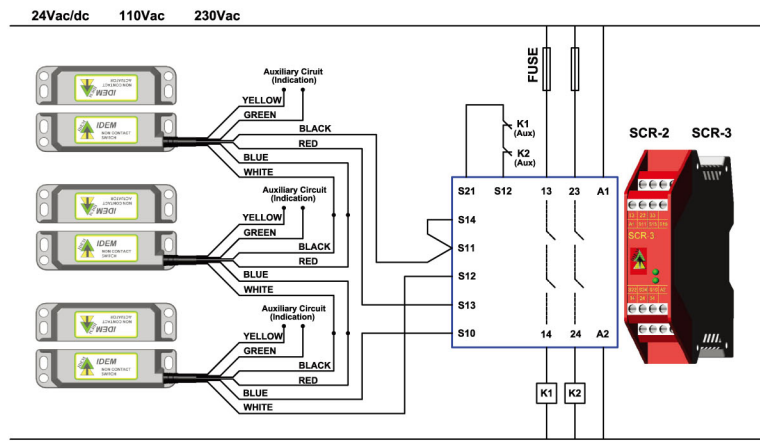 24Vac/dc 110Vac 230Vac
FUSE
Auxiliary Ciruit
(Indication)
YELLOW
GREEN
BLACK
RED
BLUE
WHITE
IDEM
NON CONTACT
ACTUATOR
IDEM
NON CONTACT
SWITCH
K1
(Aux)
K2
(Aux)
SCR-2 SCR-3
S21 S12 13 23 A1
Auxiliary Circuit
(Indication)
YELLOW
GREEN
BLACK
RED
BLUE
WHITE
IDEM
NON CONTACT
ACTUATOR
IDEM
NON CONTACT
SWITCH
S14
S11
S12
S13
S10
14 24 A2
13 23 33
SCR-3
Auxiliary Circuit
(Indication)
YELLOW
GREEN
BLACK
RED
BLUE
WHITE
IDEM
NON CONTACT
ACTUATOR
IDEM
NON CONTACT
SWITCH
K1 K2